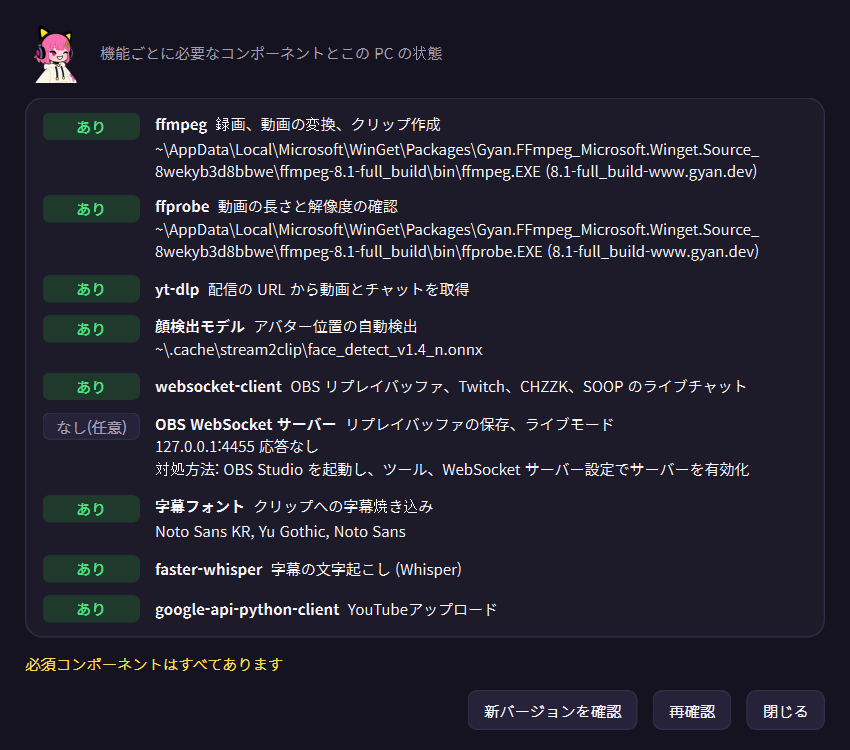 機能ごとに必要なコンポーネントとこの PC の状態
あり ffmpeg 録画、動画の変換、クリップ作成
~\AppData\Local\Microsoft\WinGet\Packages\Gyan.FFmpeg_Microsoft.Winget.Source_
8wekyb3d8bbwe\ffmpeg-8.1-full_build\bin\ffmpeg.EXE (8.1-full_build-www.gyan.dev)
あり ffprobe 動画の長さと解像度の確認
~\AppData\Local\Microsoft\WinGet\Packages\Gyan.FFmpeg_Microsoft.Winget.Source_
8wekyb3d8bbwe\ffmpeg-8.1-full_build\bin\ffprobe.EXE (8.1-full_build-www.gyan.dev)
あり yt-dlp 配信の URL から動画とチャットを取得
あり 顔検出モデル アバター位置の自動検出
~\.cache\stream2clip\face_detect_v1.4_n.onnx
あり websocket-client OBS リプレイバッファ、Twitch、CHZZK、SOOP のライブチャット
なし(任意) OBS WebSocket サーバー リプレイバッファの保存、ライブモード
127.0.0.1:4455 応答なし
対処方法: OBS Studio を起動し、ツール、WebSocket サーバー設定でサーバーを有効化
あり 字幕フォント クリップへの字幕焼き込み
Noto Sans KR, Yu Gothic, Noto Sans
あり faster-whisper 字幕の文字起こし (Whisper)
あり google-api-python-client YouTubeアップロード
必須コンポーネントはすべてあります
新バージョンを確認 再確認 閉じる